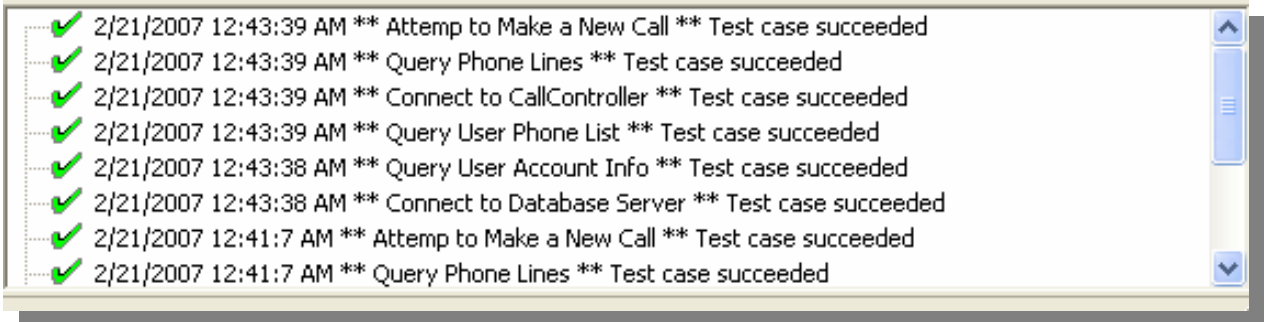 2/21/2007 12:43:39 AM ** Attemp to Make a New Call ** Test case succeeded
2/21/2007 12:43:39 AM ** Query Phone Lines ** Test case succeeded
2/21/2007 12:43:39 AM ** Connect to CallController ** Test case succeeded
2/21/2007 12:43:39 AM ** Query User Phone List ** Test case succeeded
2/21/2007 12:43:38 AM ** Query User Account Info ** Test case succeeded
2/21/2007 12:43:38 AM ** Connect to Database Server ** Test case succeeded
2/21/2007 12:41:7 AM ** Attemp to Make a New Call ** Test case succeeded
2/21/2007 12:41:7 AM ** Query Phone Lines ** Test case succeeded